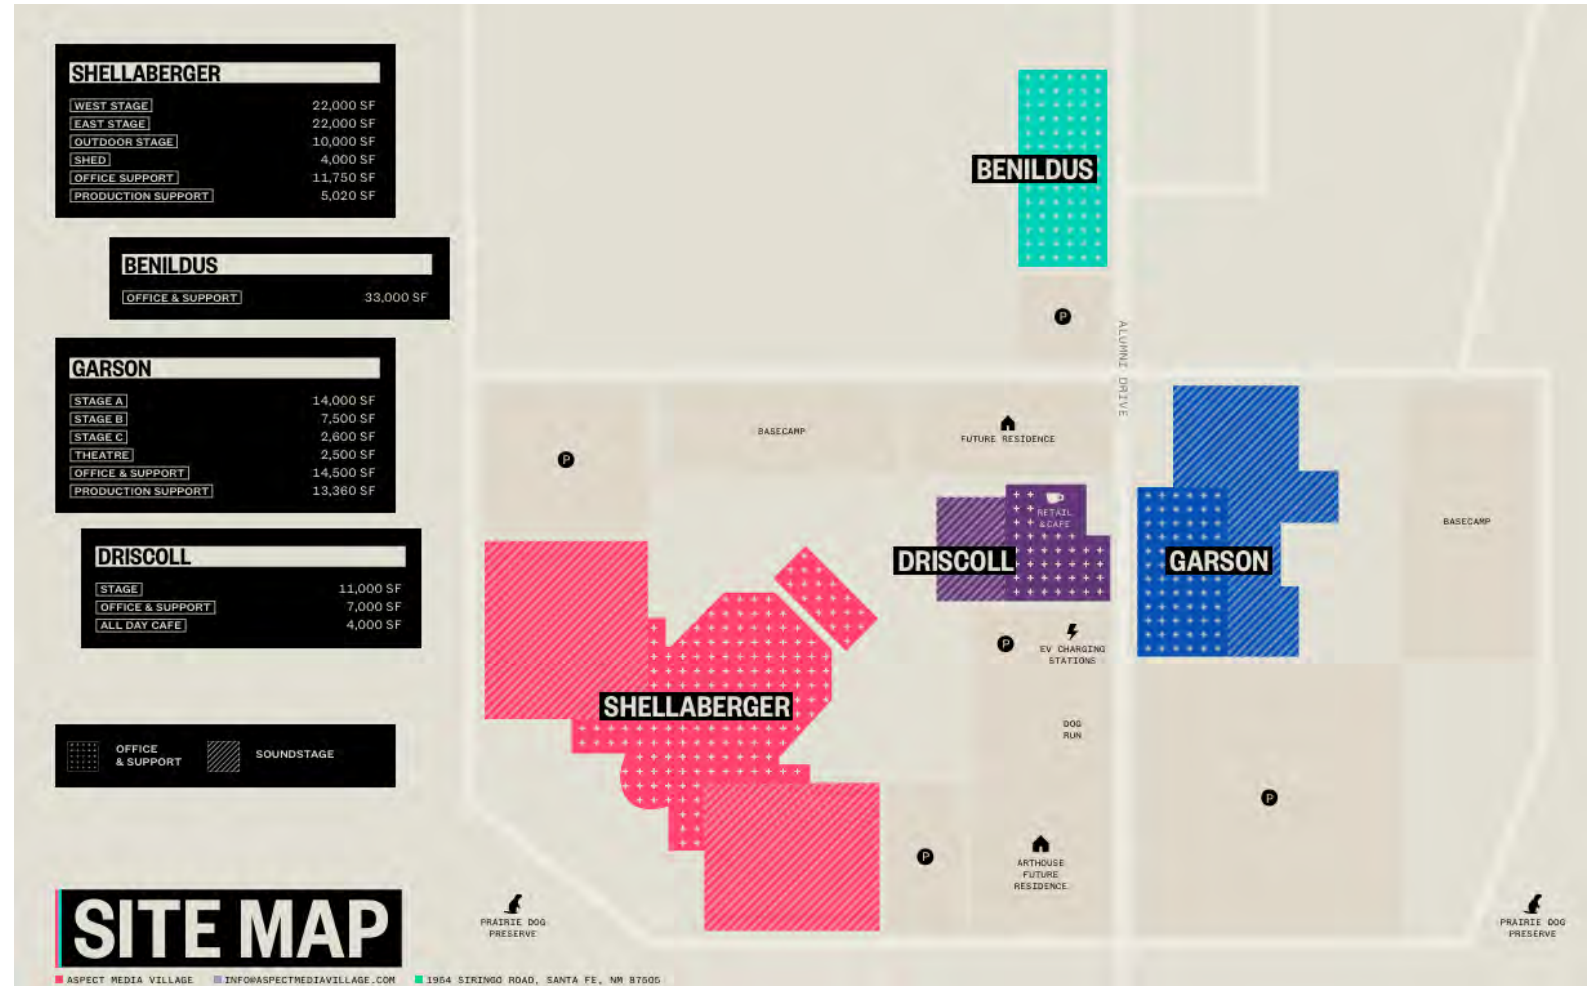 SHELLABERGER
WEST STAGE 22,000 SF
EAST STAGE 22,000 SF
OUTDOOR STAGE 10,000 SF
SHED 4,000 SF
OFFICE SUPPORT 11,750 SF
PRODUCTION SUPPORT 5,020 SF
BENILDUS
OFFICE & SUPPORT 33,000 SF
GARSON
STAGE A 14,000 SF
STAGE B 7,500 SF
STAGE C 2,600 SF
THEATRE 2,500 SF
OFFICE & SUPPORT 14,500 SF
PRODUCTION SUPPORT 13,360 SF
DRISCOLL
STAGE 11,000 SF
OFFICE & SUPPORT 7,000 SF
ALL DAY CAFE 4,000 SF
OFFICE
& SUPPORT
SOUNDSTAGE
SITE MAP
ASPECT MEDIA VILLAGE INFO@ASPECTMEDIAVILLAGE.COM 1964 SIRINGO ROAD, SANTA FE, NM 87505
BENILDUS
P
ALUMNI DRIVE
BASECAMP
FUTURE RESIDENCE
P
RETAIL
& CAFE
BASECAMP
DRISCOLL
GARSON
P
EV CHARGING
STATIONS
SHELLABERGER
DOG
RUN
P
P
ARTHOUSE
FUTURE
RESIDENCE
PRAIRIE DOG
PRESERVE
PRAIRIE DOG
PRESERVE